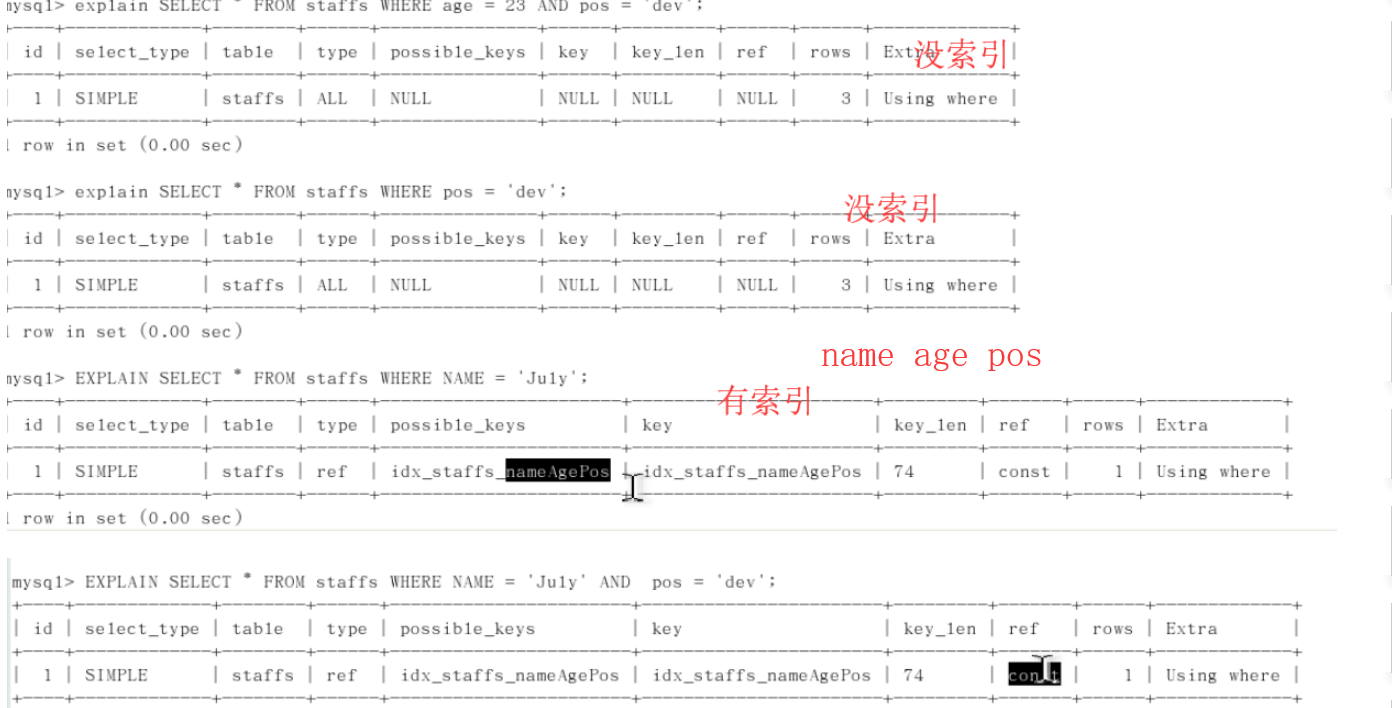 mysql> explain SELECT * FROM staffs WHERE age = 23 AND pos = 'dev';
| id | select_type | table | type | possible_keys | key | key_len | ref | rows | Extra |
没索引
| 1 | SIMPLE | staffs | ALL | NULL | NULL | NULL | NULL | 3 | Using where |
1 row in set (0.00 sec)
mysql> explain SELECT * FROM staffs WHERE pos = 'dev';
没索引
| id | select_type | table | type | possible_keys | key | key_len | ref | rows | Extra |
| 1 | SIMPLE | staffs | ALL | NULL | NULL | NULL | NULL | 3 | Using where |
1 row in set (0.00 sec)
name age pos
mysql> EXPLAIN SELECT * FROM staffs WHERE NAME = 'July';
有索引
| id | select_type | table | type | possible_keys | key | key_len | ref | rows | Extra |
| 1 | SIMPLE | staffs | ref | idx_staffs_nameAgePos | idx_staffs_nameAgePos | 74 | const | 1 | Using where |
1 row in set (0.00 sec)
mysql> EXPLAIN SELECT * FROM staffs WHERE NAME = 'July' AND pos = 'dev';
| id | select_type | table | type | possible_keys | key | key_len | ref | rows | Extra |
| 1 | SIMPLE | staffs | ref | idx_staffs_nameAgePos | idx_staffs_nameAgePos | 74 | const | 1 | Using where |